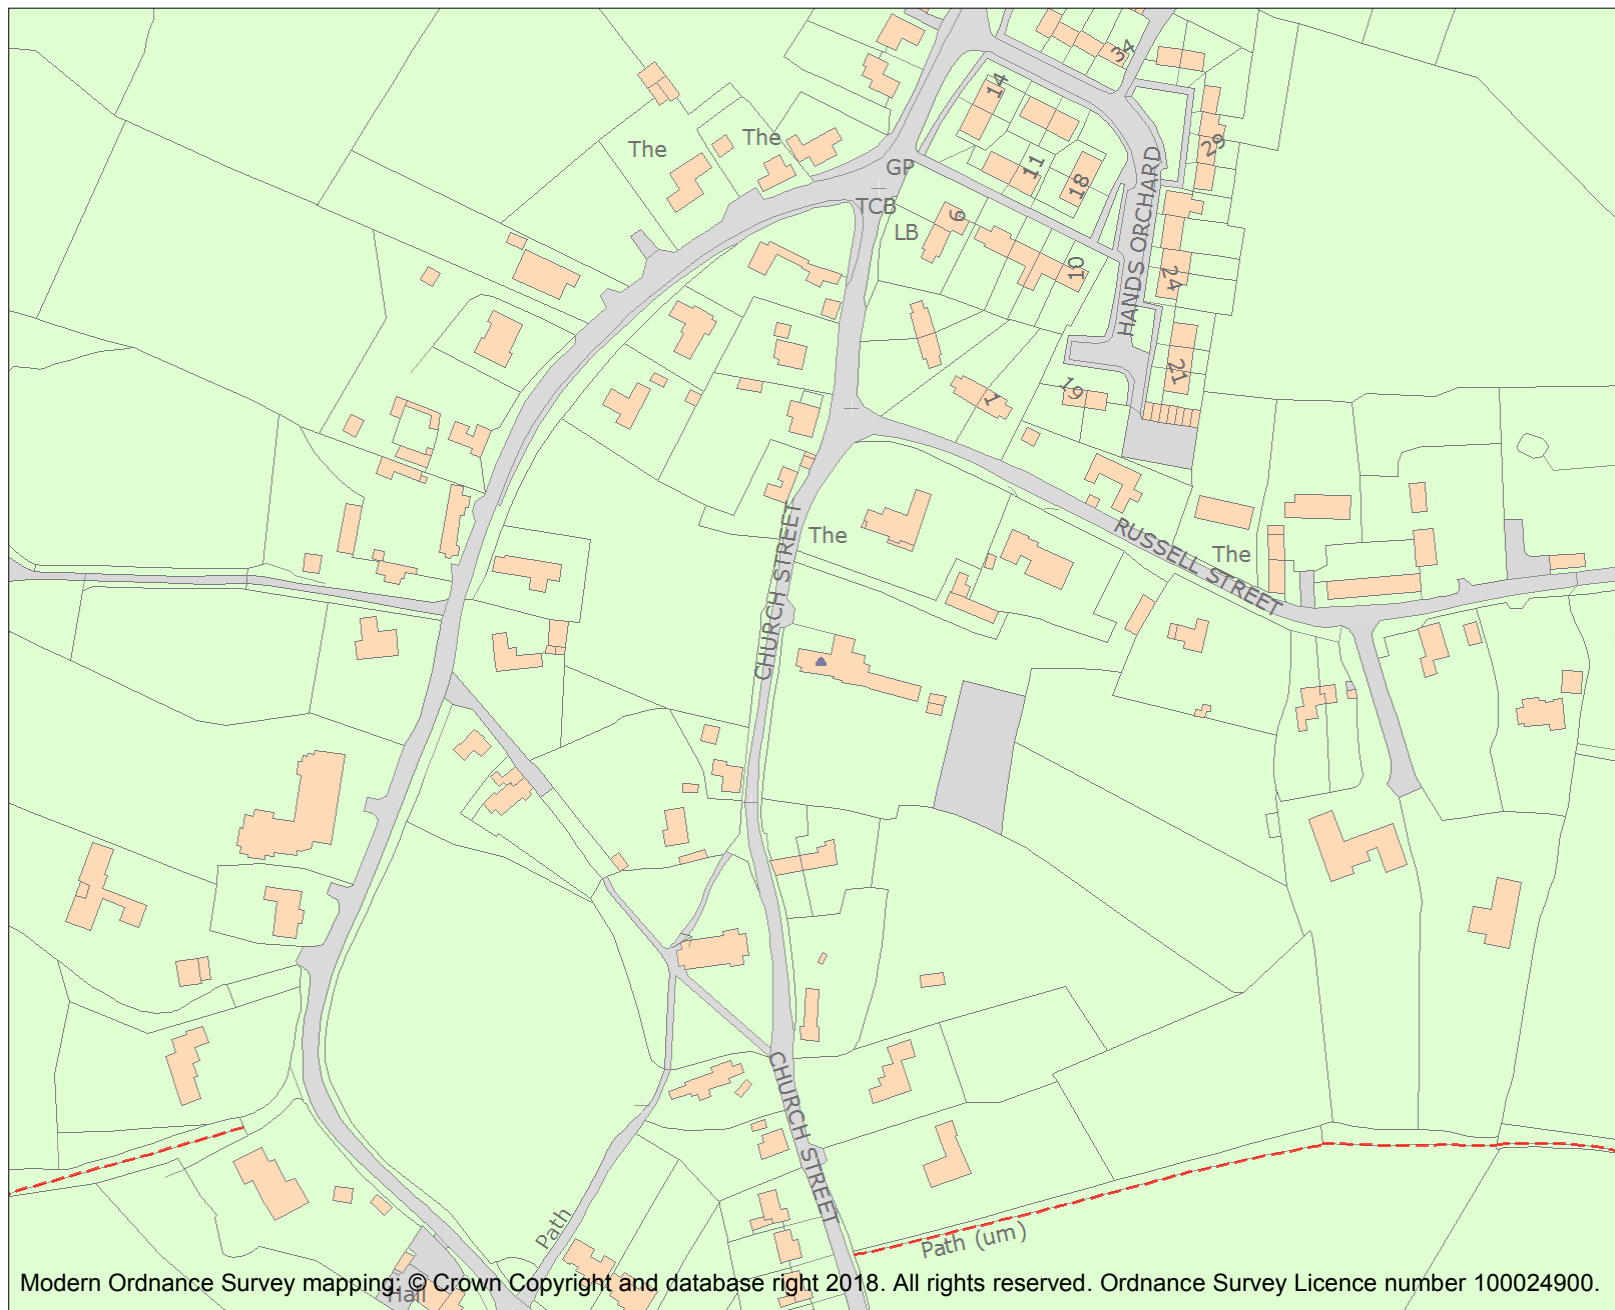 34
14
29
The
The
11
GP
18
HANDS ORCHARD
TCB
6
LB
10
24
21
19
1
CHURCH STREET
The
RUSSELL STREET
The
CHURCH STREET
Path
Path (um)
Modern Ordnance Survey mapping: © Crown Copyright and database right 2018. All rights reserved. Ordnance Survey Licence number 100024900.
Hall